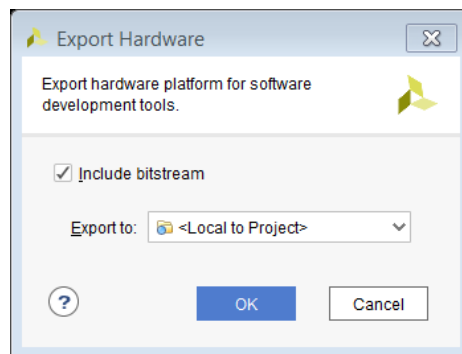 Export Hardware
Export hardware platform for software
development tools.
Include bitstream
Export to: <Local to Project>
? OK Cancel